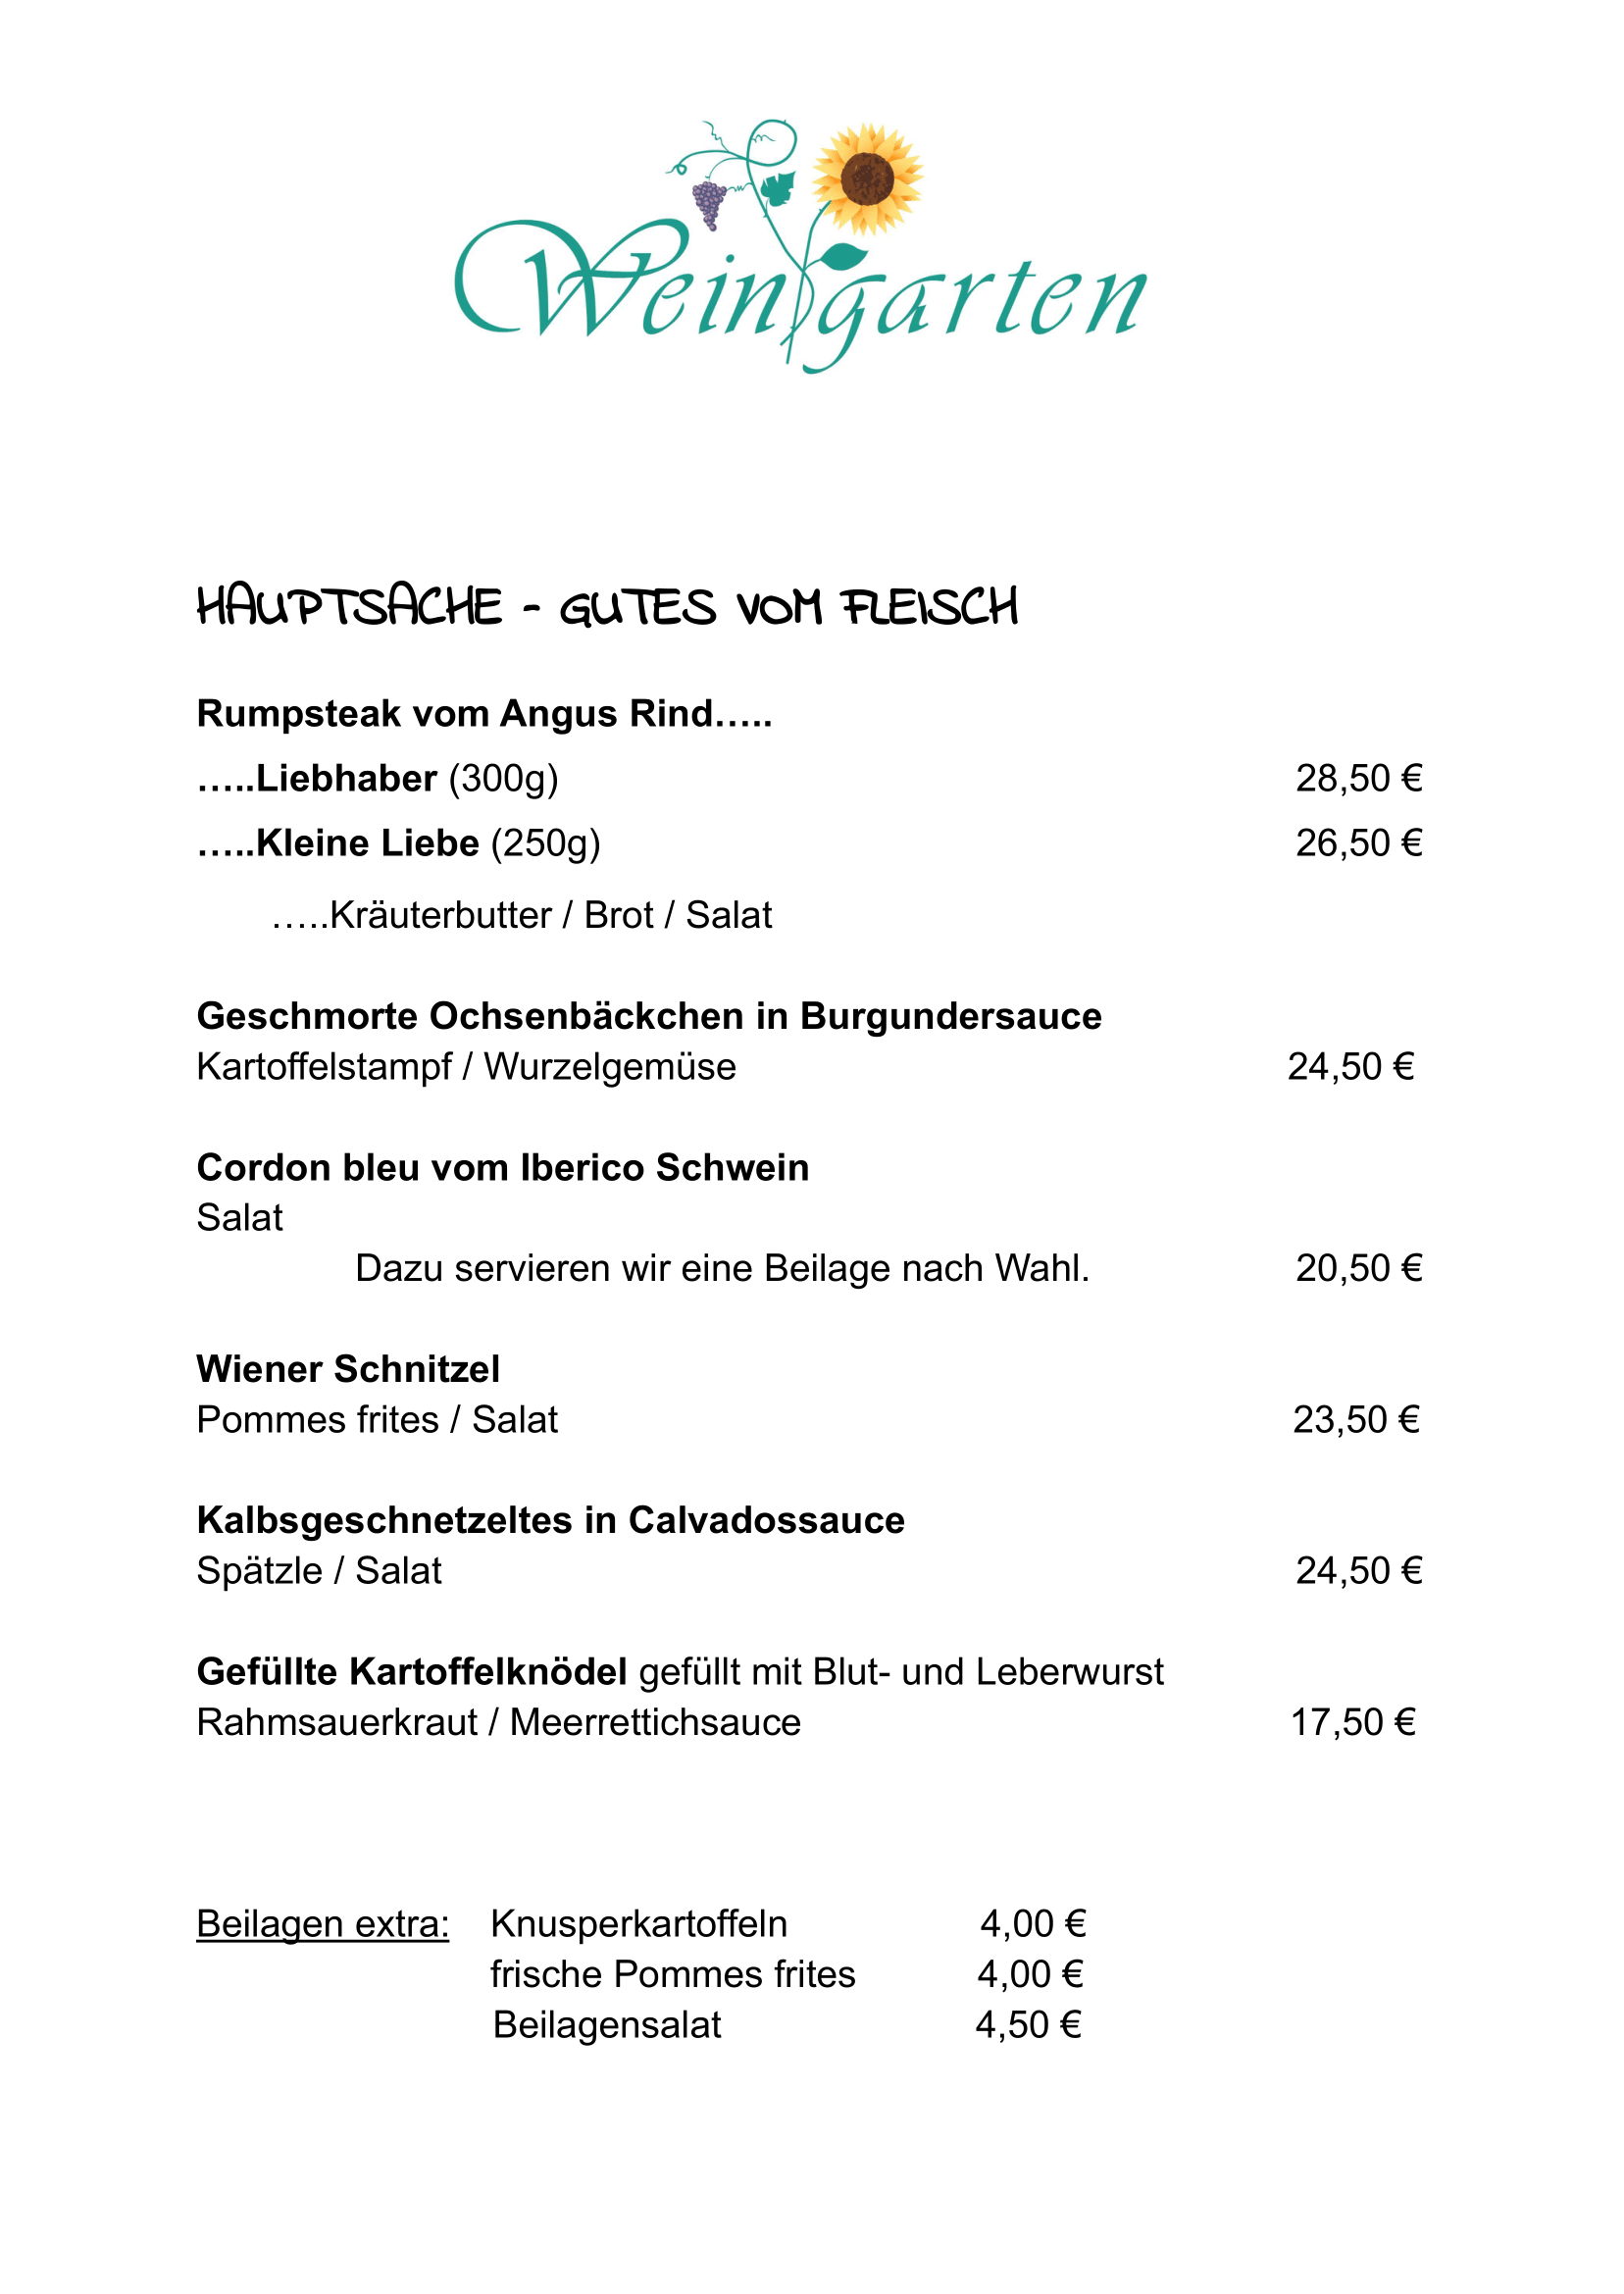 Weingarten
HAUPTSACHE - GUTES VOM FLEISCH
Rumpsteak vom Angus Rind…..
…..Liebhaber (300g) 28,50 €
…..Kleine Liebe (250g) 26,50 €
…..Kräuterbutter / Brot / Salat
Geschmorte Ochsenbäckchen in Burgundersauce
Kartoffelstampf / Wurzelgemüse 24,50 €
Cordon bleu vom Iberico Schwein
Salat
Dazu servieren wir eine Beilage nach Wahl. 20,50 €
Wiener Schnitzel
Pommes frites / Salat 23,50 €
Kalbsgeschnetzeltes in Calvadossauce
Spätzle / Salat 24,50 €
Gefüllte Kartoffelknödel gefüllt mit Blut- und Leberwurst
Rahmsauerkraut / Meerrettichsauce 17,50 €
Beilagen extra: Knusperkartoffeln 4,00 €
frische Pommes frites 4,00 €
Beilagensalat 4,50 €